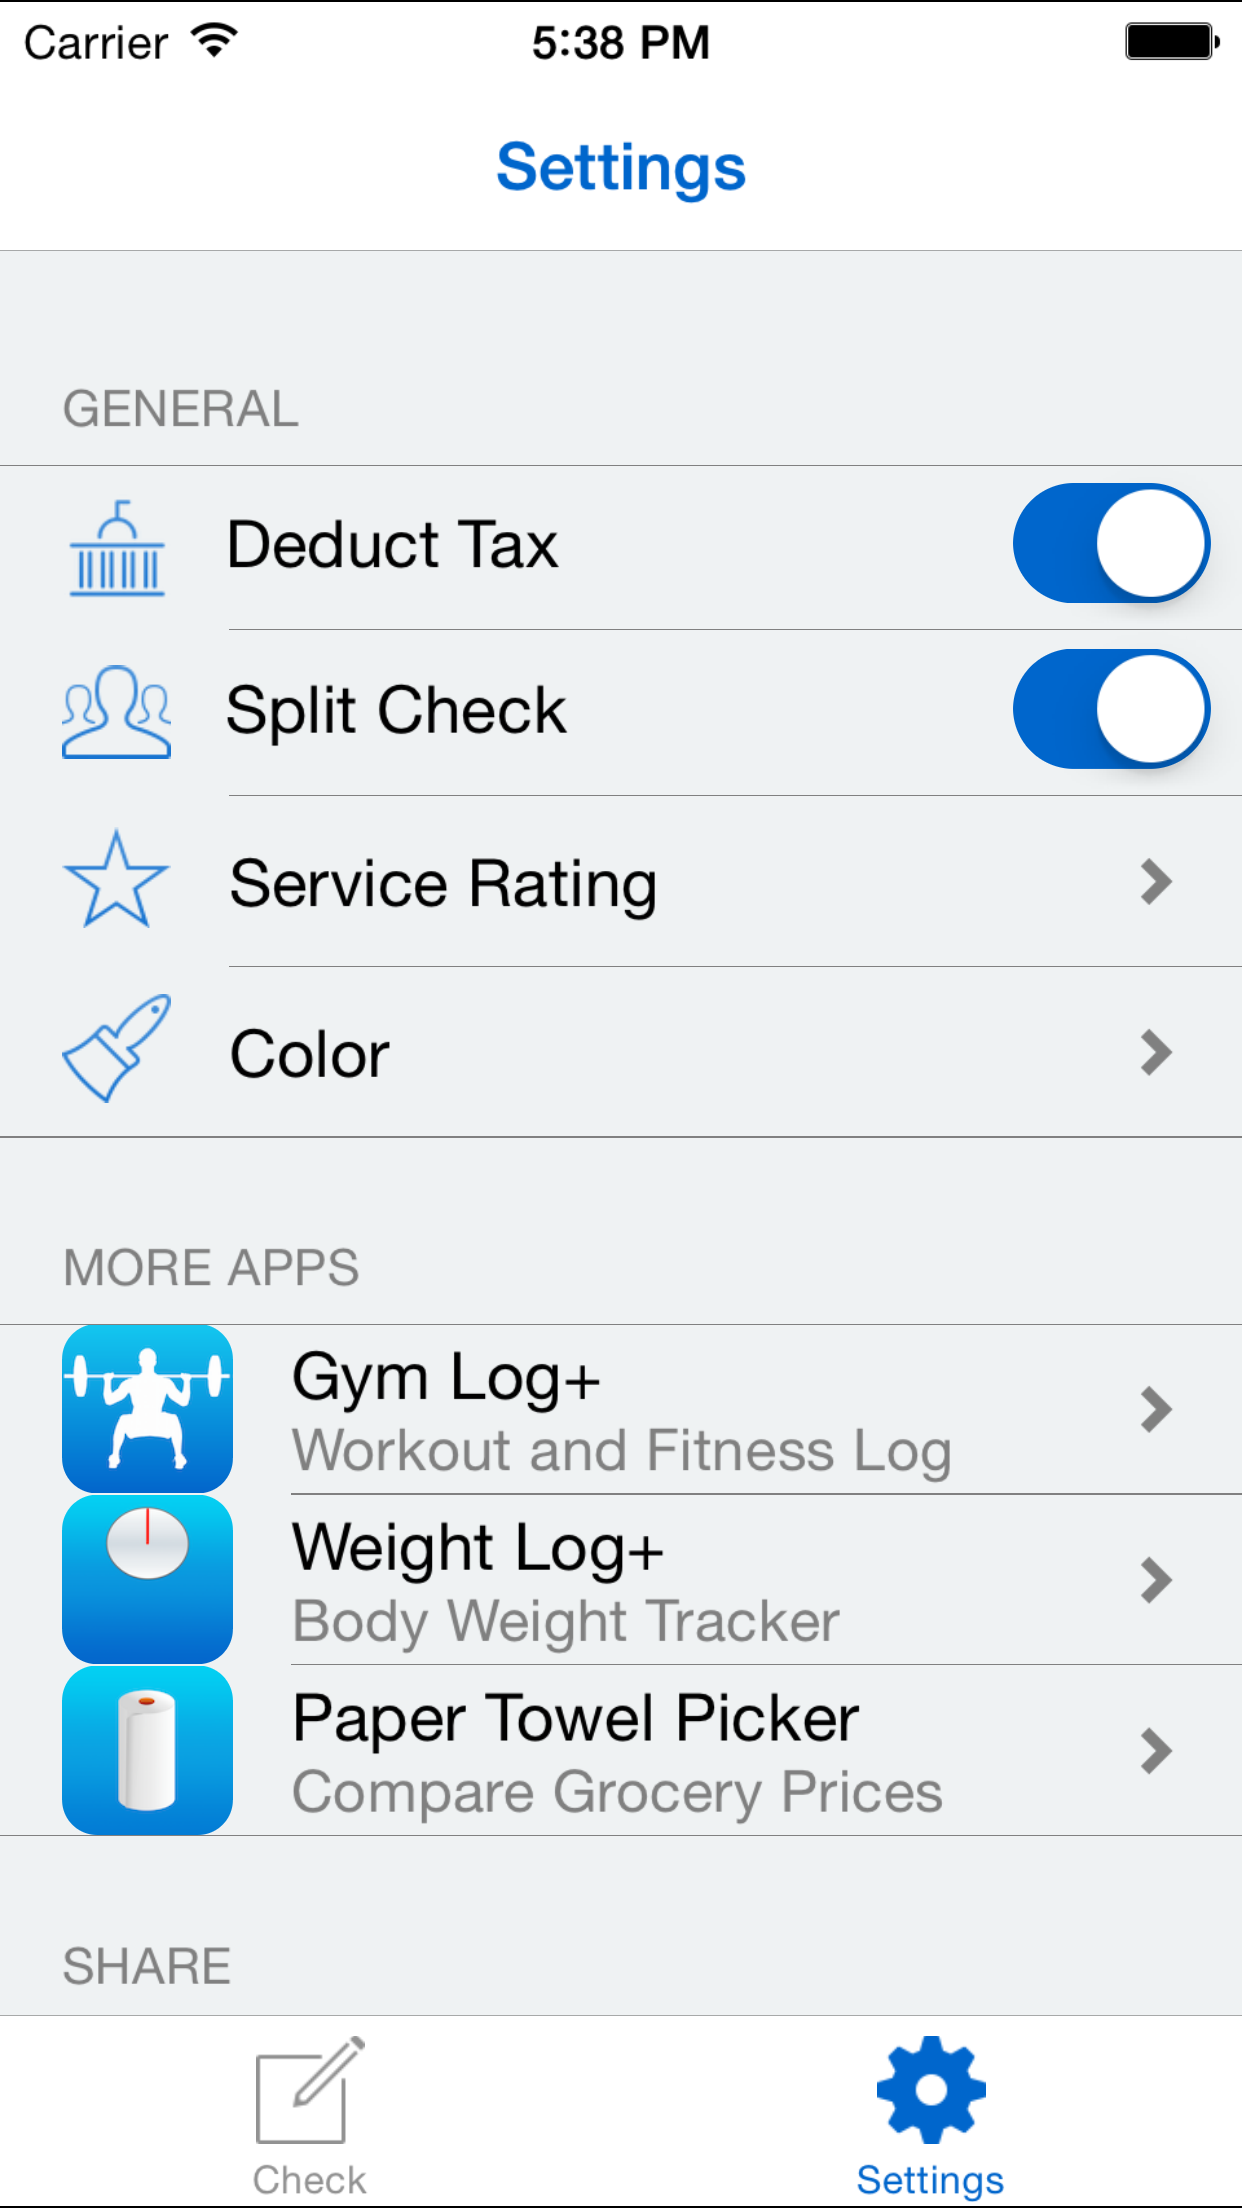 Carrier 5:38 PM
Settings
GENERAL
Deduct Tax
Split Check
Service Rating
Color
MORE APPS
Gym Log+
Workout and Fitness Log
Weight Log+
Body Weight Tracker
Paper Towel Picker
Compare Grocery Prices
SHARE
Check Settings